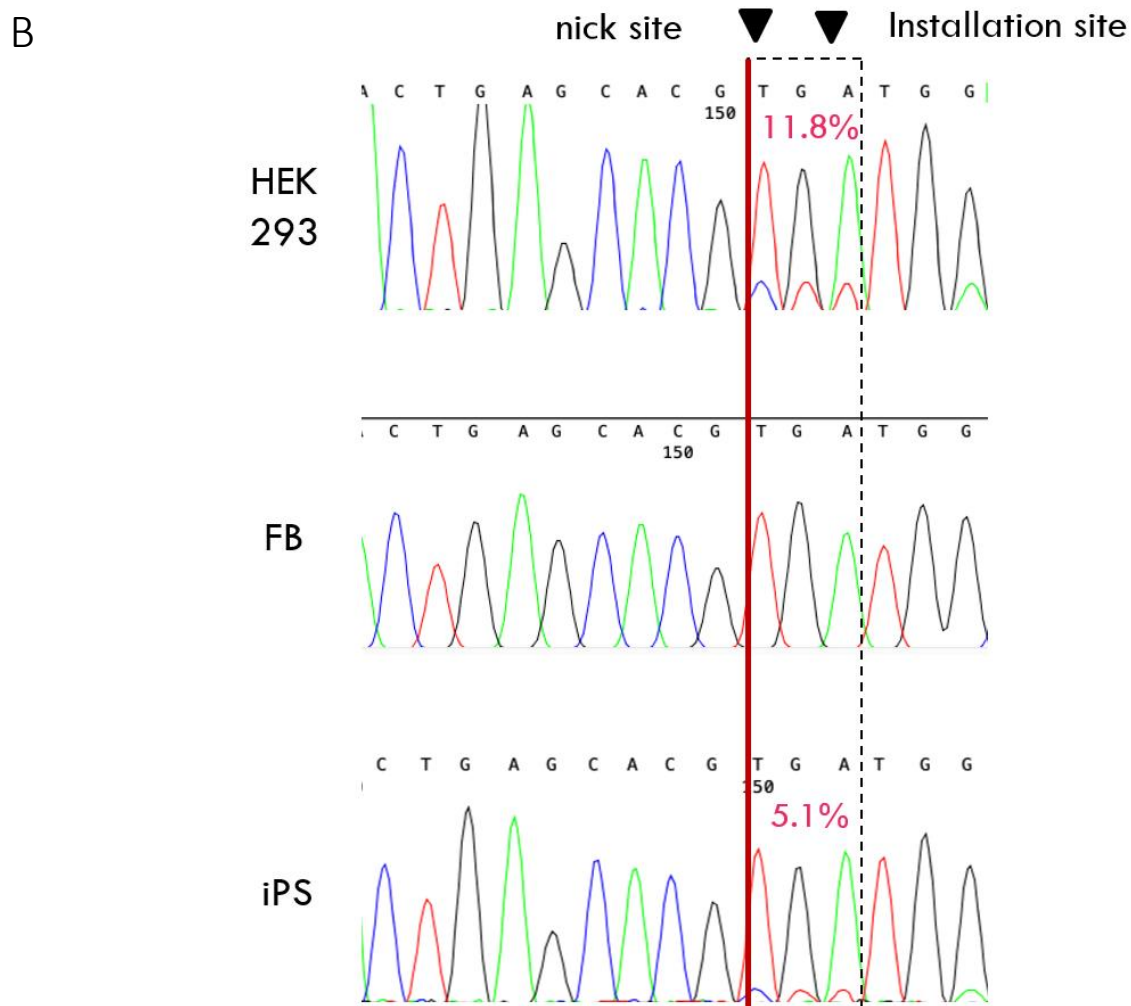 B
nick site
Installation site
A C T G A G C A C G T G A T G G
150
11.8%
HEK
293
C T G A G C A C G T G A T G G
150
FB
C T G A G C A C G T G A T G G
150
5.1%
iPS